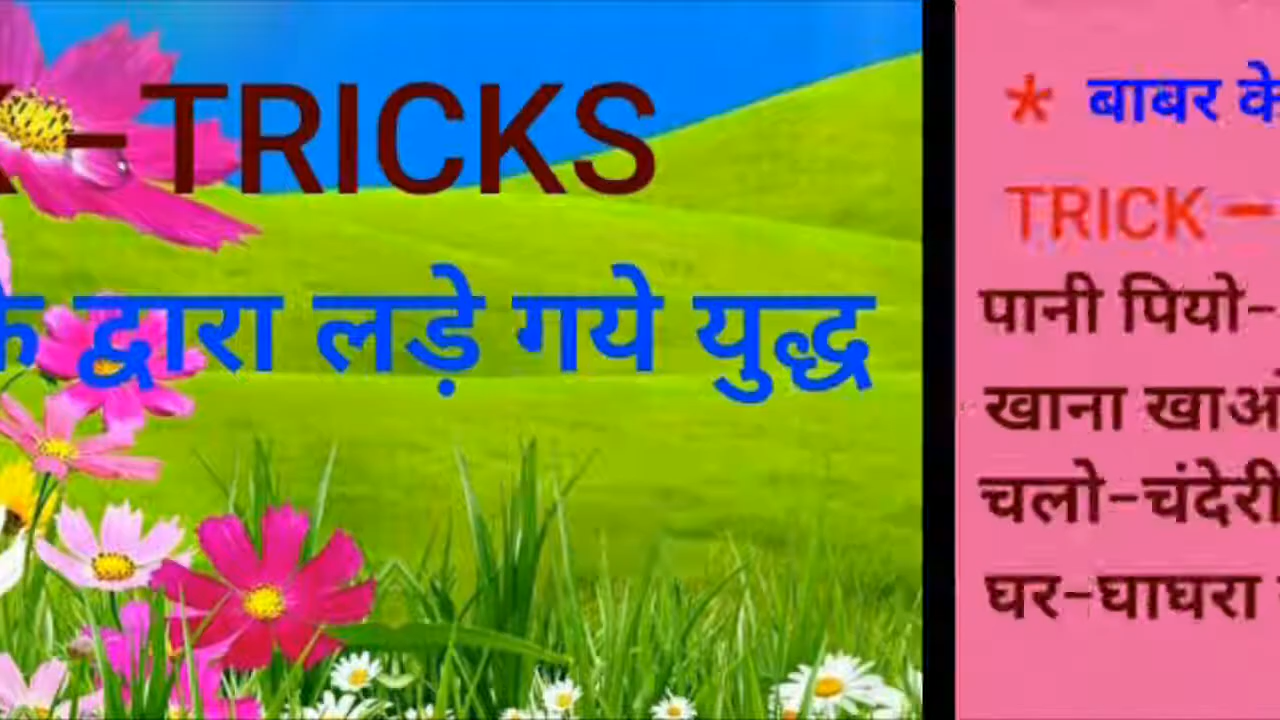 -TRICKS
के द्वारा लड़े गये युद्ध
* बाबर के
TRICK -
पानी पियो-
खाना खाओ
चलो-चंदेरी
घर-घाघरा